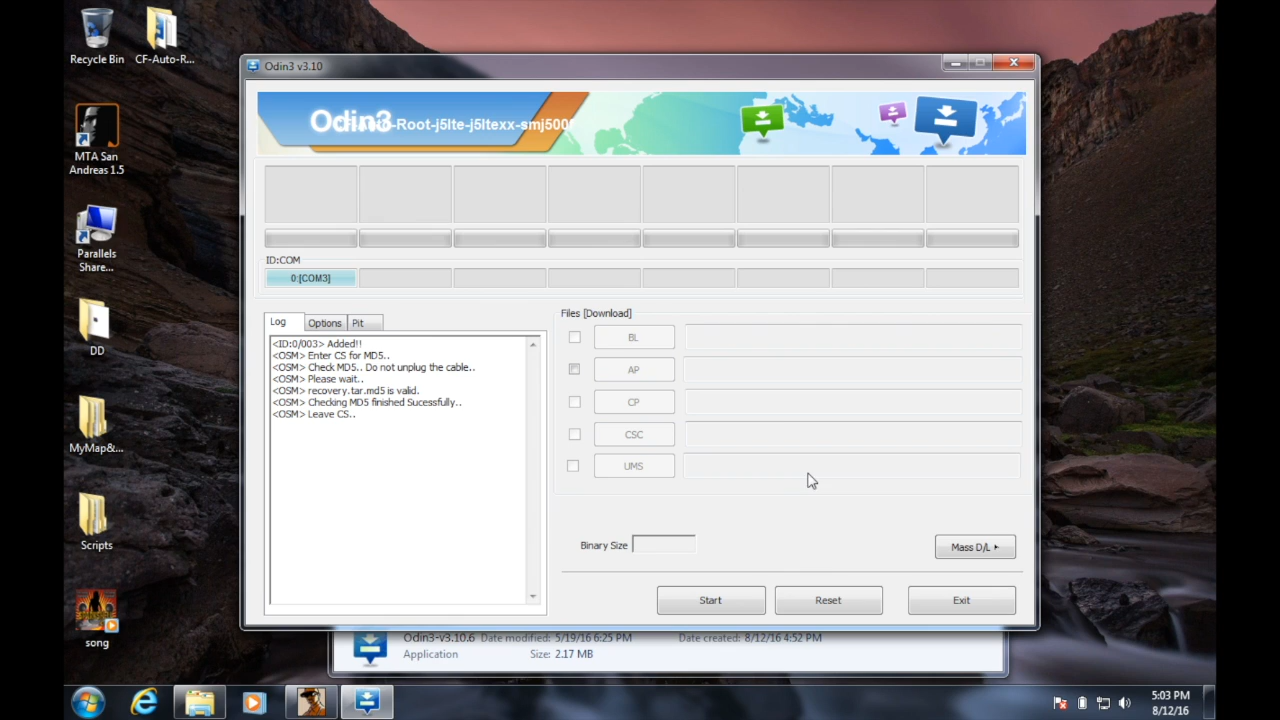 Recycle Bin
CF-Auto-R...
MTA San
Andreas 1.5
Parallels
Share...
DD
MyMap&...
Scripts
song
Odin3 v3.10
Odin3
-Root-j5lte-j5ltexx-smj500
ID:COM
0:[COM3]
Log
Options
Pit
<ID:0/003> Added!!
<OSM> Enter CS for MD5..
<OSM> Check MD5.. Do not unplug the cable..
<OSM> Please wait..
<OSM> recovery.tar.md5 is valid.
<OSM> Checking MD5 finished Sucessfully..
<OSM> Leave CS..
Files [Download]
BL
AP
CP
CSC
UMS
Binary Size
Mass D/L
Start
Reset
Exit
Odin3-v3.10.6 Date modified: 5/19/16 6:25 PM Date created: 8/12/16 4:52 PM
Application Size: 2.17 MB
5:03 PM
8/12/16